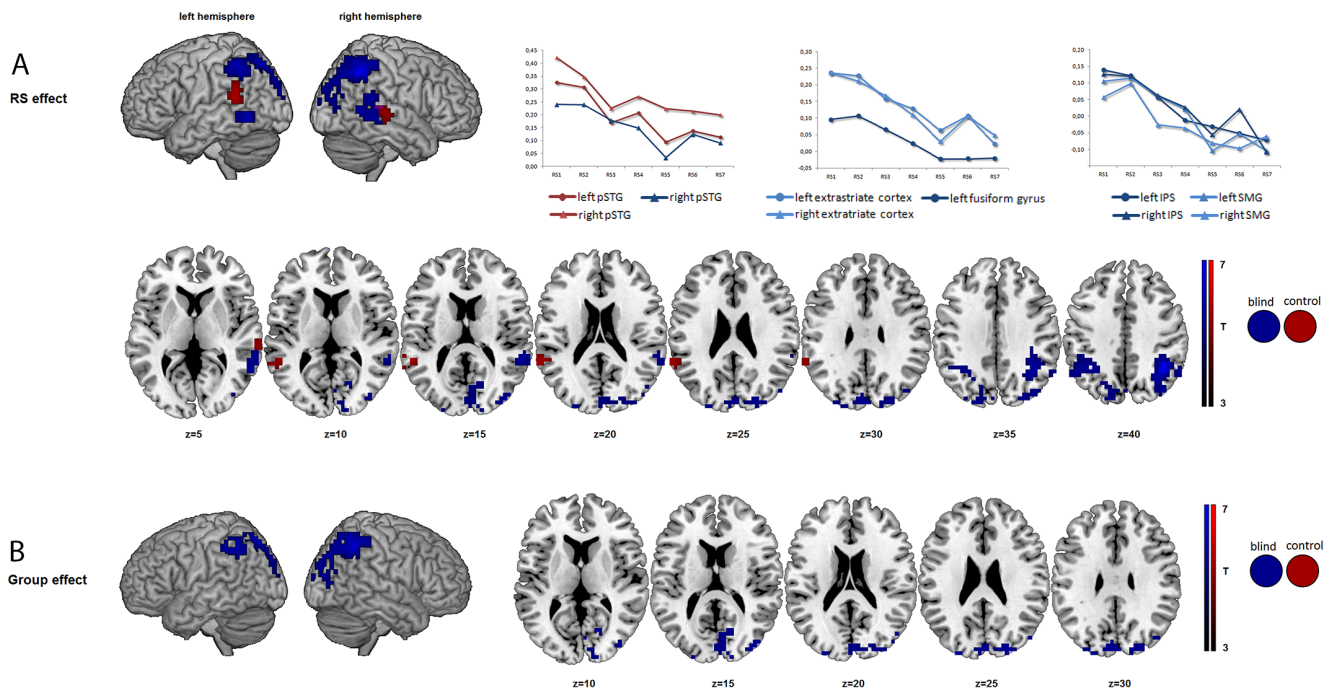 left hemisphere
right hemisphere
A
RS effect
0,45
0,40
0,35
0,30
0,25
0,20
0,15
0,10
0,05
0,00
RS1 RS2 RS3 RS4 RS5 RS6 RS7
left pSTG right pSTG
right pSTG
0,30
0,25
0,20
0,15
0,10
0,05
0,00
-0,05
RS1 RS2 RS3 RS4 RS5 RS6 RS7
left extrastriate cortex left fusiform gyrus
right extratriate cortex
0,20
0,15
0,10
0,05
0,00
-0,05
-0,10
RS1 RS2 RS3 RS4 RS5 RS6 RS7
left IPS left SMG
right IPS right SMG
7
T
3
blind control
z=5 z=10 z=15 z=20 z=25 z=30 z=35 z=40
B
Group effect
7
T
3
blind control
z=10 z=15 z=20 z=25 z=30